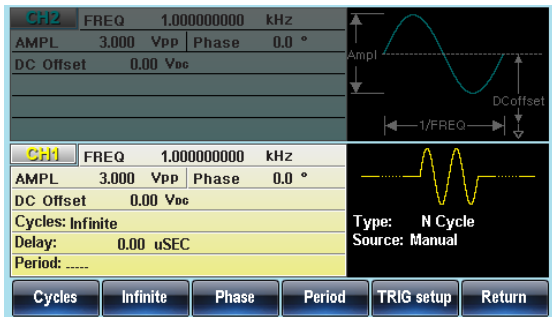 CH2 FREQ 1.000000000 kHz
AMPL 3.000 Vpp Phase 0.0 °
DC Offset 0.00 VDC
Ampl
DCoffset
1/FREQ
CH1 FREQ 1.000000000 kHz
AMPL 3.000 Vpp Phase 0.0 °
DC Offset 0.00 VDC
Cycles: Infinite
Delay: 0.00 uSEC
Period: -----
Type: N Cycle
Source: Manual
Cycles Infinite Phase Period TRIG setup Return